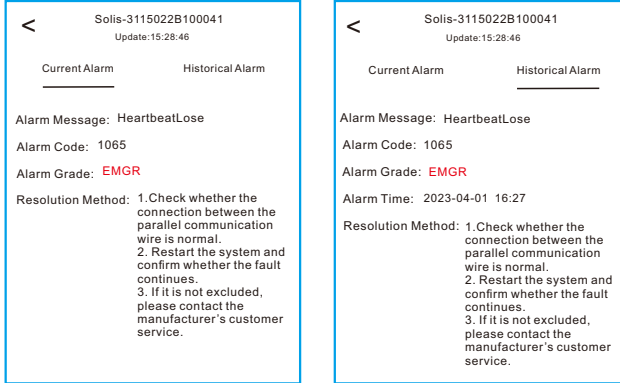 <
Solis-3115022B100041
Update:15:28:46
Current Alarm
Historical Alarm
Alarm Message: HeartbeatLose
Alarm Code: 1065
Alarm Grade: EMGR
Resolution Method: 1.Check whether the
connection between the
parallel communication
wire is normal.
2. Restart the system and
confirm whether the fault
continues.
3. If it is not excluded,
please contact the
manufacturer's customer
service.
<
Solis-3115022B100041
Update:15:28:46
Current Alarm
Historical Alarm
Alarm Message: HeartbeatLose
Alarm Code: 1065
Alarm Grade: EMGR
Alarm Time: 2023-04-01 16:27
Resolution Method: 1.Check whether the
connection between the
parallel communication
wire is normal.
2. Restart the system and
confirm whether the fault
continues.
3. If it is not excluded,
please contact the
manufacturer's customer
service.